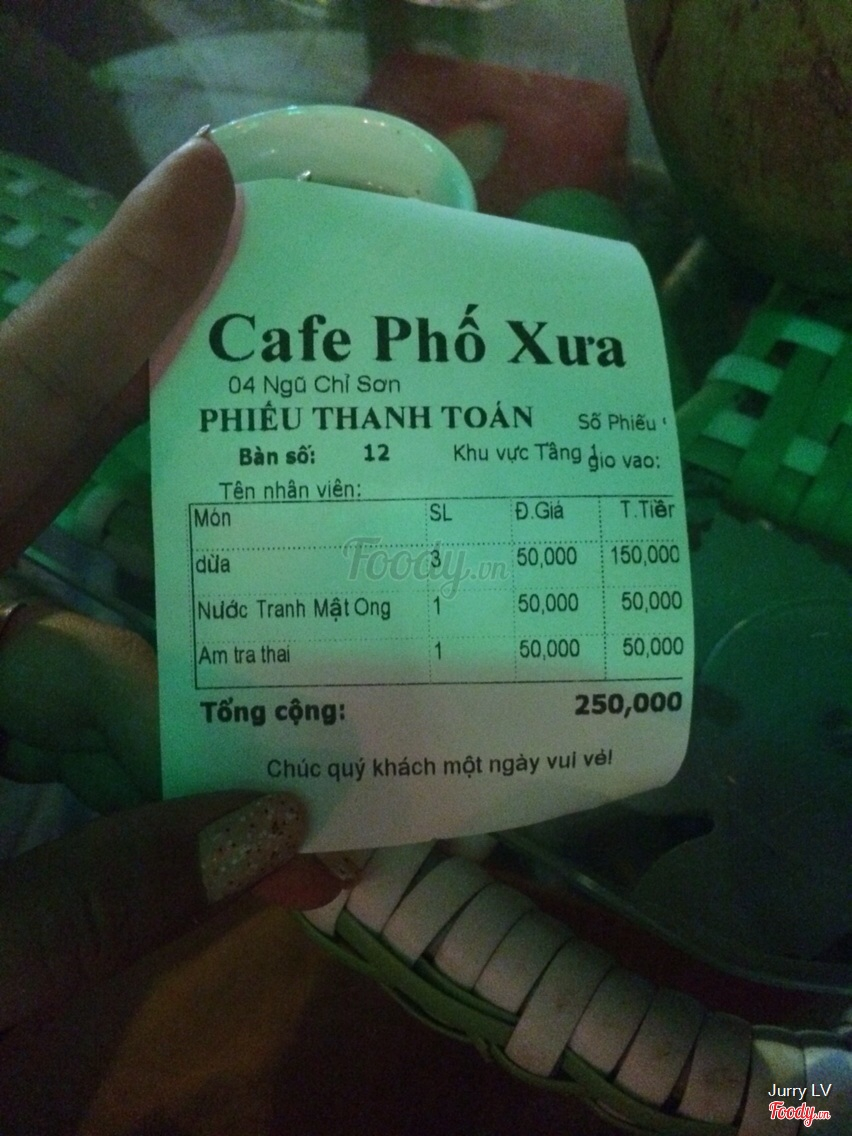 Cafe Phố Xưa
04 Ngũ Chỉ Sơn
PHIẾU THANH TOÁN Số Phiếu
Bàn số: 12 Khu vực Tầng 1 gio vao:
Tên nhân viên:
Món SL Đ.Giá T.Tiền
dừa 3 50,000 150,000
Nước Tranh Mật Ong 1 50,000 50,000
Am tra thai 1 50,000 50,000
Tổng cộng: 250,000
Chúc quý khách một ngày vui vẻ!
Foody.vn
Jurry LV
Foody.vn